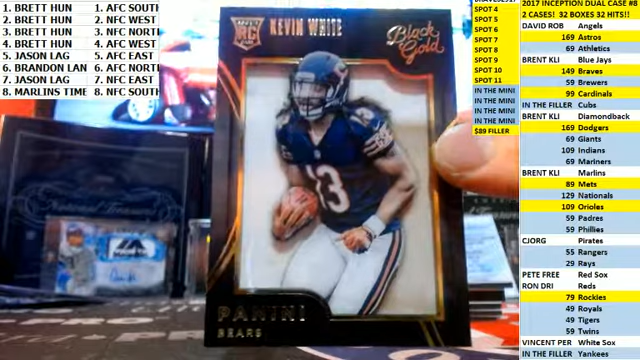 1. BRETT HUN 1. AFC SOUT
2. BRETT HUN 2. NFC WEST
3. BRETT HUN 3. NFC NORT
4. BRETT HUN 4. AFC WEST
5. JASON LAG 5. AFC EAST
6. BRANDON LAN 6. AFC NORT
7. JASON LAG 7. NFC EAST
8. MARLINS TIME 8. NFC SOUTH
RC
KEVIN WHITE
Black Gold
13
PANINI
BEARS
SPOT 4
SPOT 5
SPOT 6
SPOT 7
SPOT 8
SPOT 9
SPOT 10
SPOT 11
IN THE MINI
IN THE MINI
IN THE MINI
IN THE MINI
$89 FILLER
2017 INCEPTION DUAL CASE #8
2 CASES! 32 BOXES 32 HITS!!
DAVID ROB Angels
169 Astros
69 Athletics
BRENT KLI Blue Jays
149 Braves
59 Brewers
99 Cardinals
IN THE FILLER Cubs
BRENT KLI Diamondback
169 Dodgers
69 Giants
109 Indians
69 Mariners
BRENT KLI Marlins
89 Mets
129 Nationals
109 Orioles
59 Padres
59 Phillies
CJORG Pirates
55 Rangers
29 Rays
PETE FREE Red Sox
RON DRI Reds
79 Rockies
49 Royals
49 Tigers
59 Twins
VINCENT PER White Sox
IN THE FILLER Yankees